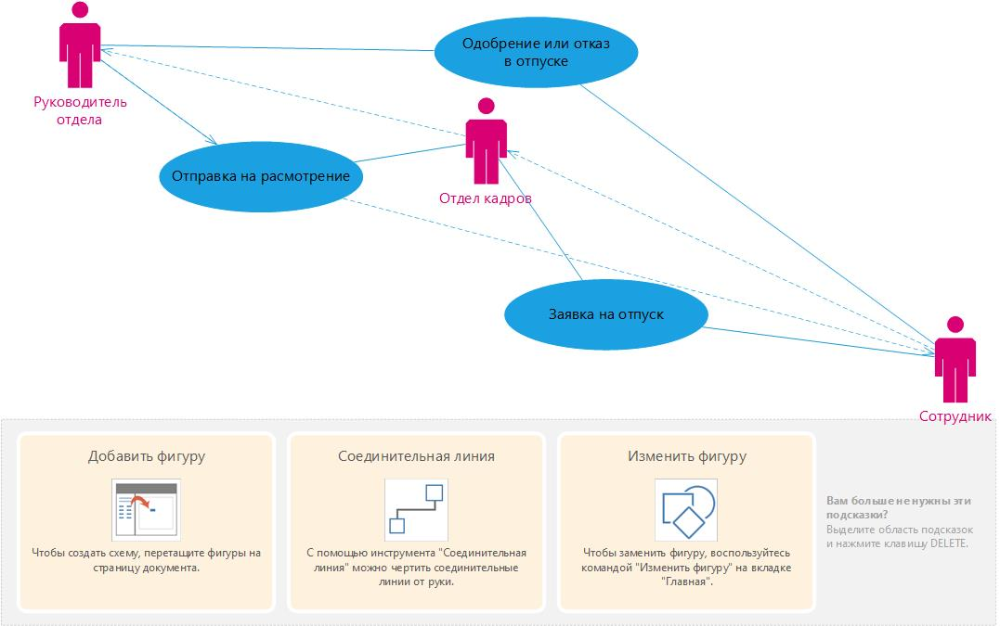 Одобрение или отказ
в отпуске
Руководитель
отдела
Отправка на расмотрение
Отдел кадров
Заявка на отпуск
Сотрудник
Добавить фигуру
Чтобы создать схему, перетащите фигуры на
страницу документа.
Соединительная линия
С помощью инструмента "Соединительная
линия" можно чертить соединительные
линии от руки.
Изменить фигуру
Чтобы заменить фигуру, воспользуйтесь
командой "Изменить фигуру" на вкладке
"Главная".
Вам больше не нужны эти
подсказки?
Выделите область подсказок
и нажмите клавишу DELETE.